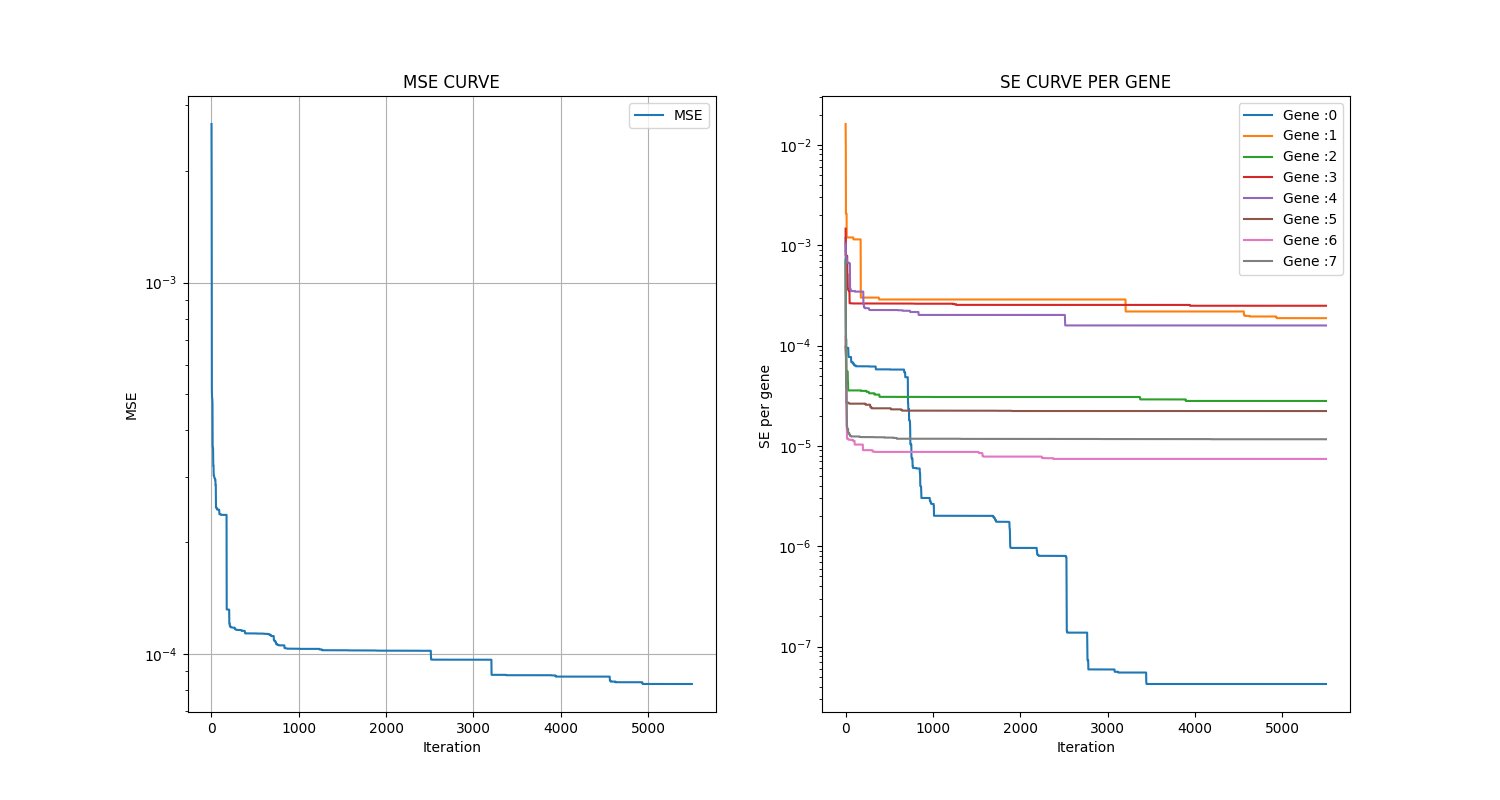 MSE CURVE
MSE
10⁻³
10⁻⁴
MSE
0 1000 2000 3000 4000 5000
Iteration
SE CURVE PER GENE
Gene :0
Gene :1
Gene :2
Gene :3
Gene :4
Gene :5
Gene :6
Gene :7
10⁻²
10⁻³
10⁻⁴
10⁻⁵
10⁻⁶
10⁻⁷
SE per gene
0 1000 2000 3000 4000 5000
Iteration